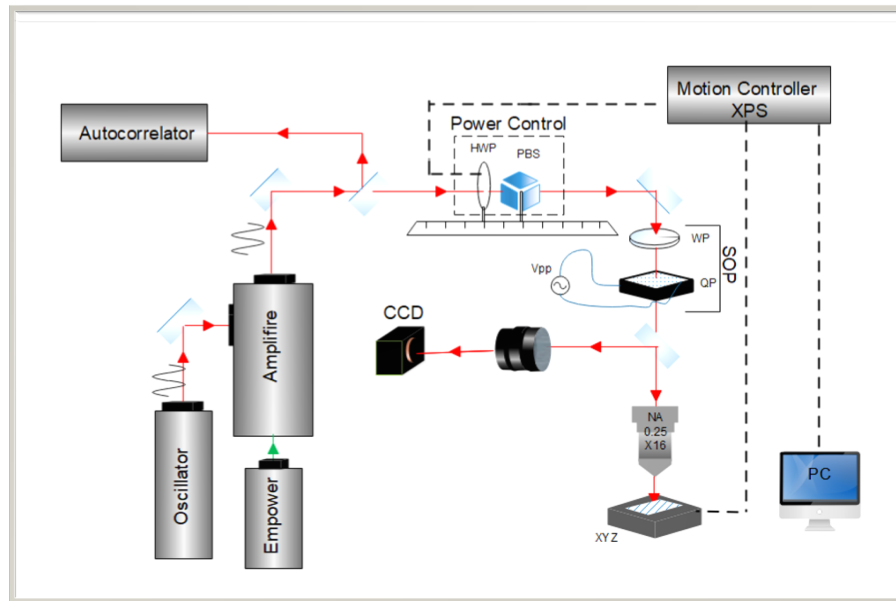 Motion Controller
XPS
Autocorrelator
Power Control
HWP
PBS
WP
SOP
Vpp
QP
CCD
Amplifire
NA
0.25
X16
Oscillator
Empower
PC
XYZ